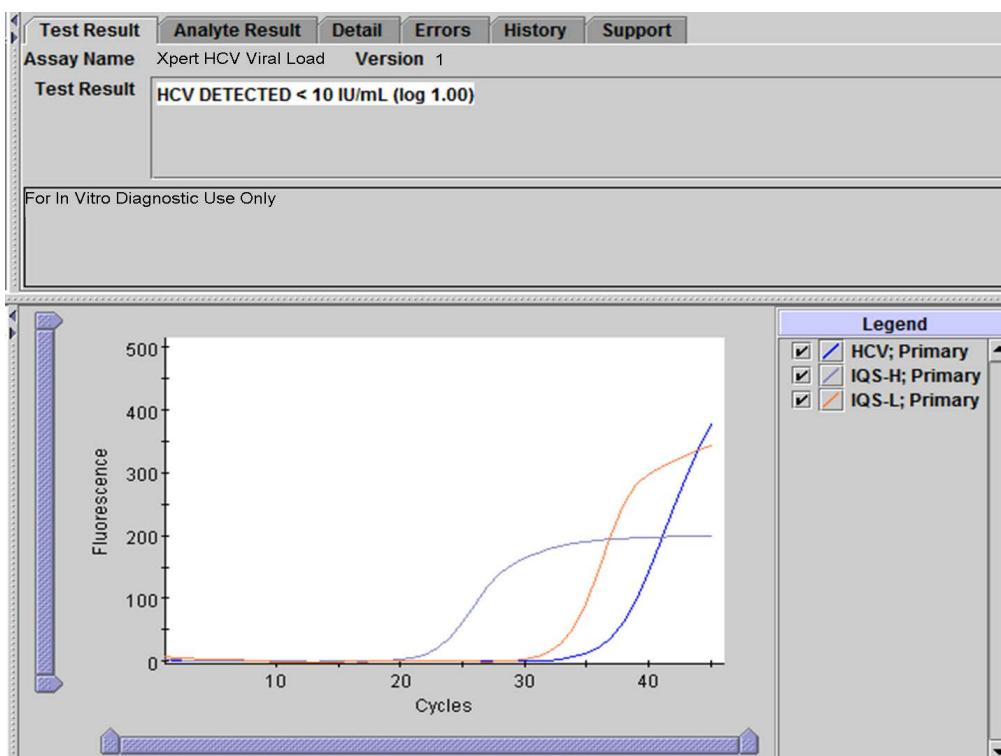 Test Result Analyte Result Detail Errors History Support
Assay Name Xpert HCV Viral Load Version 1
Test Result HCV DETECTED < 10 IU/mL (log 1.00)
For In Vitro Diagnostic Use Only
500
400
300
200
100
0
Fluorescence
10 20 30 40
Cycles
Legend
HCV; Primary
IQS-H; Primary
IQS-L; Primary